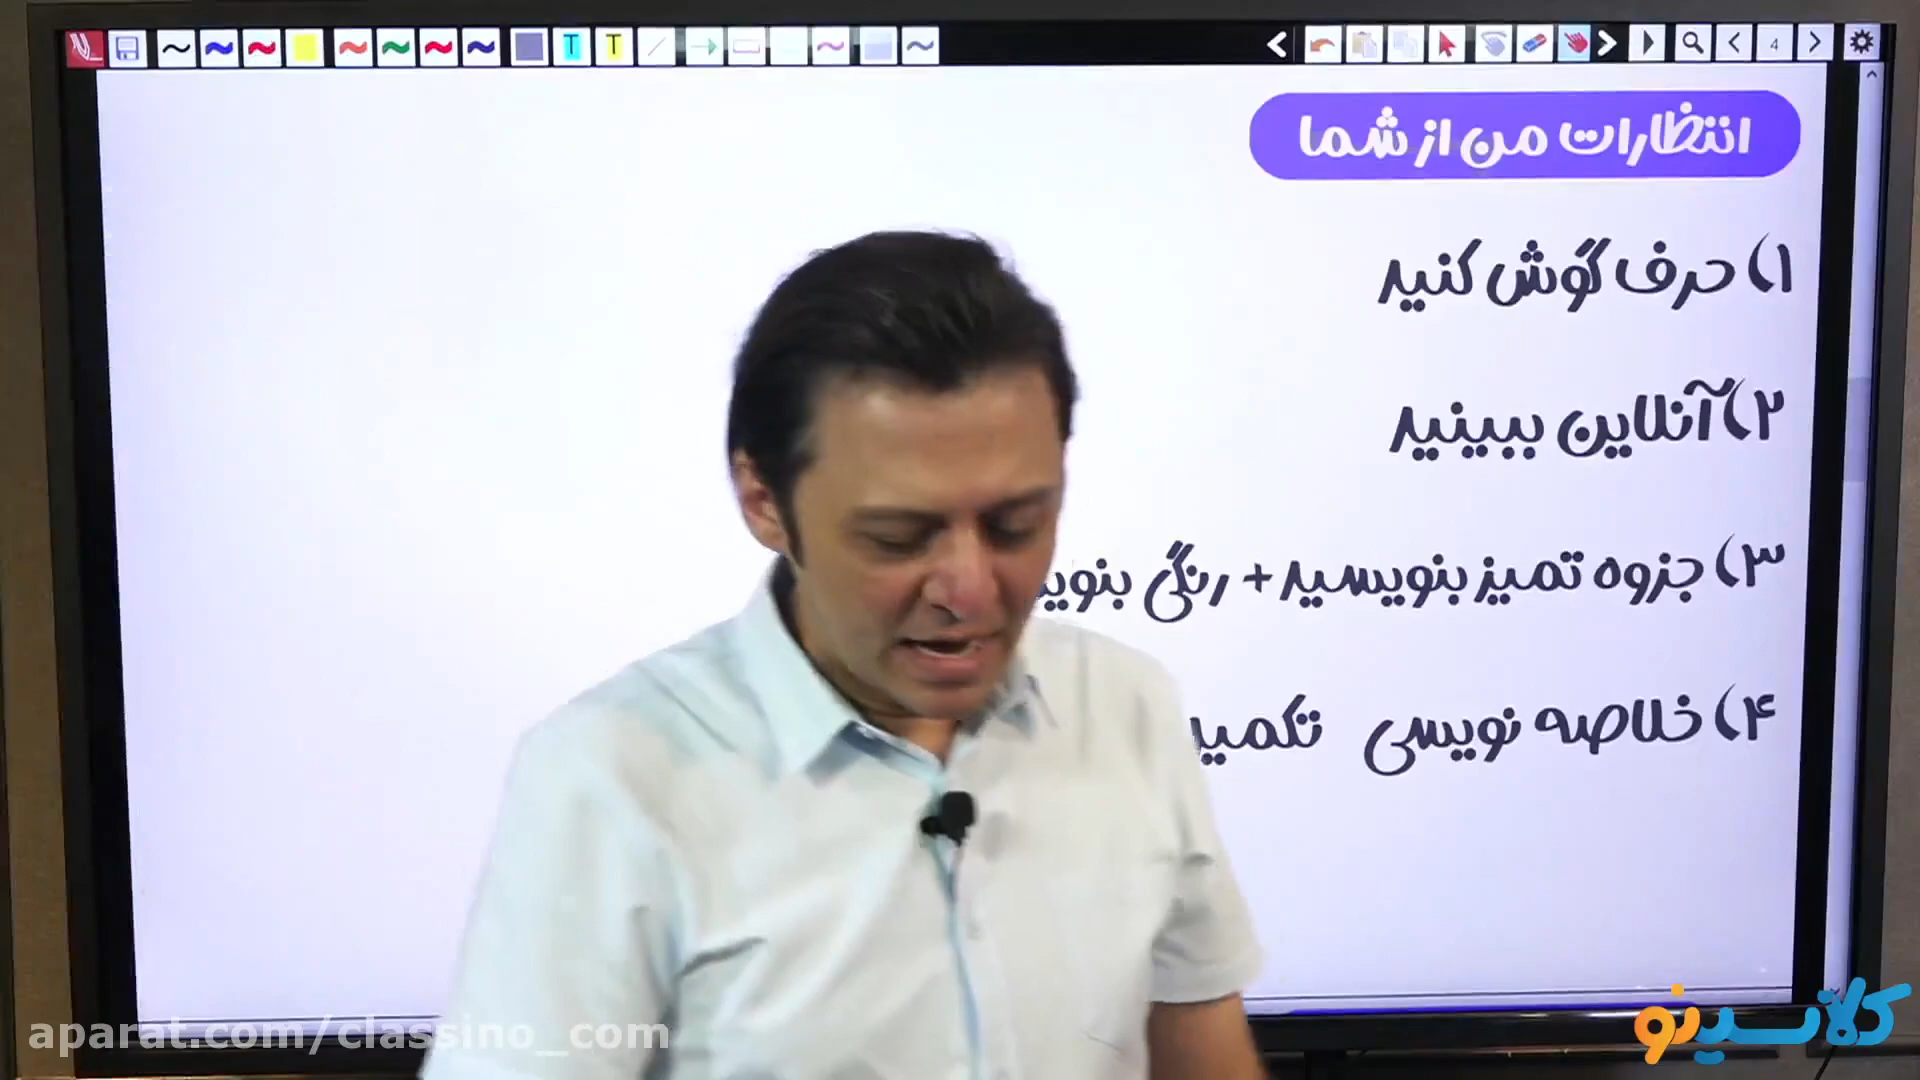 4
انتظارات من از شما
۱) حرف گوش کنید
۲) آنلاین ببینید
۳) جزوه تمیز بنویسید + رنگی
۴) خلاصه نویسی
aparat.com/classino_com
کلاسینو